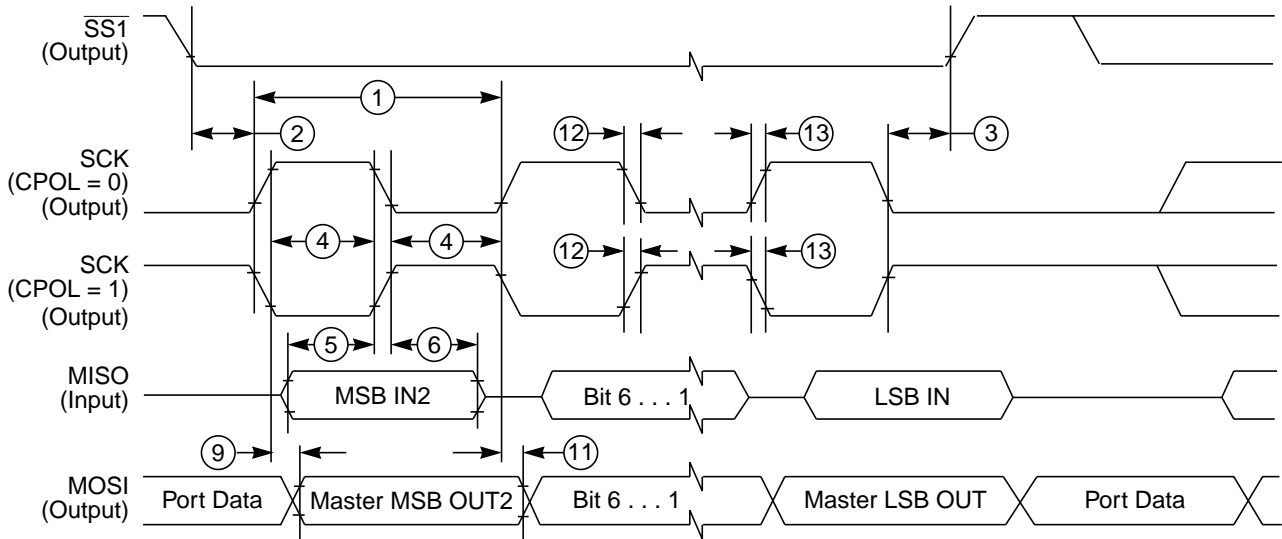 SS1
(Output)
1
2
12
13
3
SCK
(CPOL = 0)
(Output)
4
4
12
13
SCK
(CPOL = 1)
(Output)
5
6
MISO
(Input)
MSB IN2
Bit 6 . . . 1
LSB IN
9
11
MOSI
(Output)
Port Data
Master MSB OUT2
Bit 6 . . . 1
Master LSB OUT
Port Data